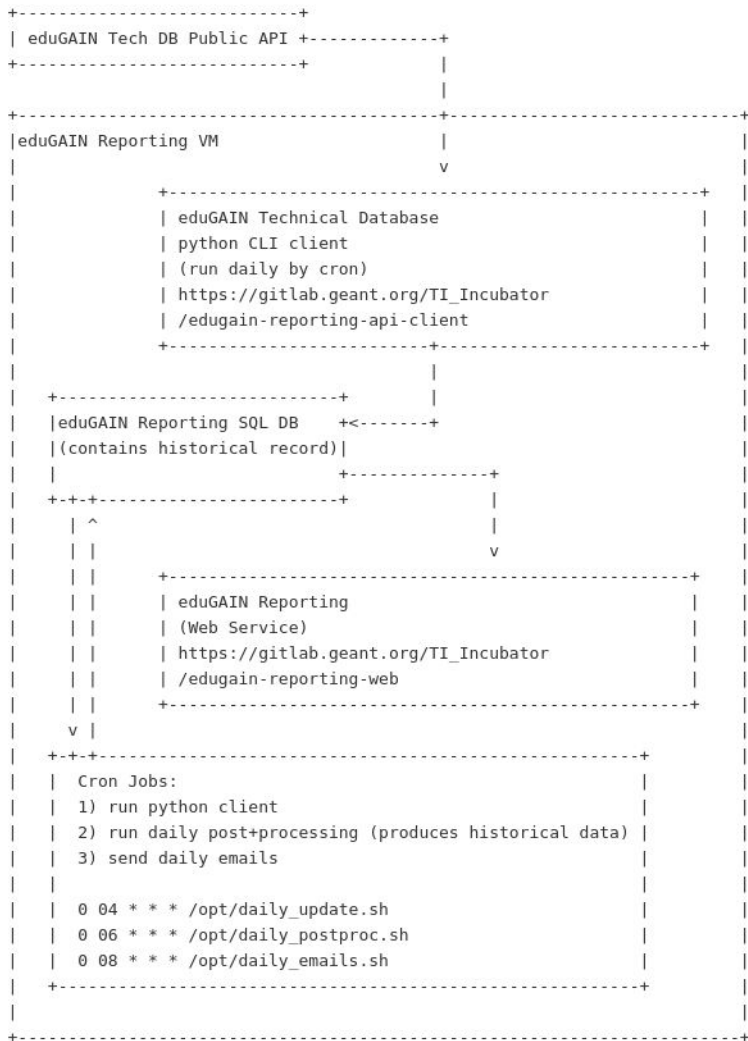 eduGAIN Tech DB Public API
eduGAIN Reporting VM
eduGAIN Technical Database
python CLI client
(run daily by cron)
https://gitlab.geant.org/TI_Incubator
/edugain-reporting-api-client
eduGAIN Reporting SQL DB
(contains historical record)
eduGAIN Reporting
(Web Service)
https://gitlab.geant.org/TI_Incubator
/edugain-reporting-web
Cron Jobs:
1) run python client
2) run daily post+processing (produces historical data)
3) send daily emails
0 04 * * * /opt/daily_update.sh
0 06 * * * /opt/daily_postproc.sh
0 08 * * * /opt/daily_emails.sh